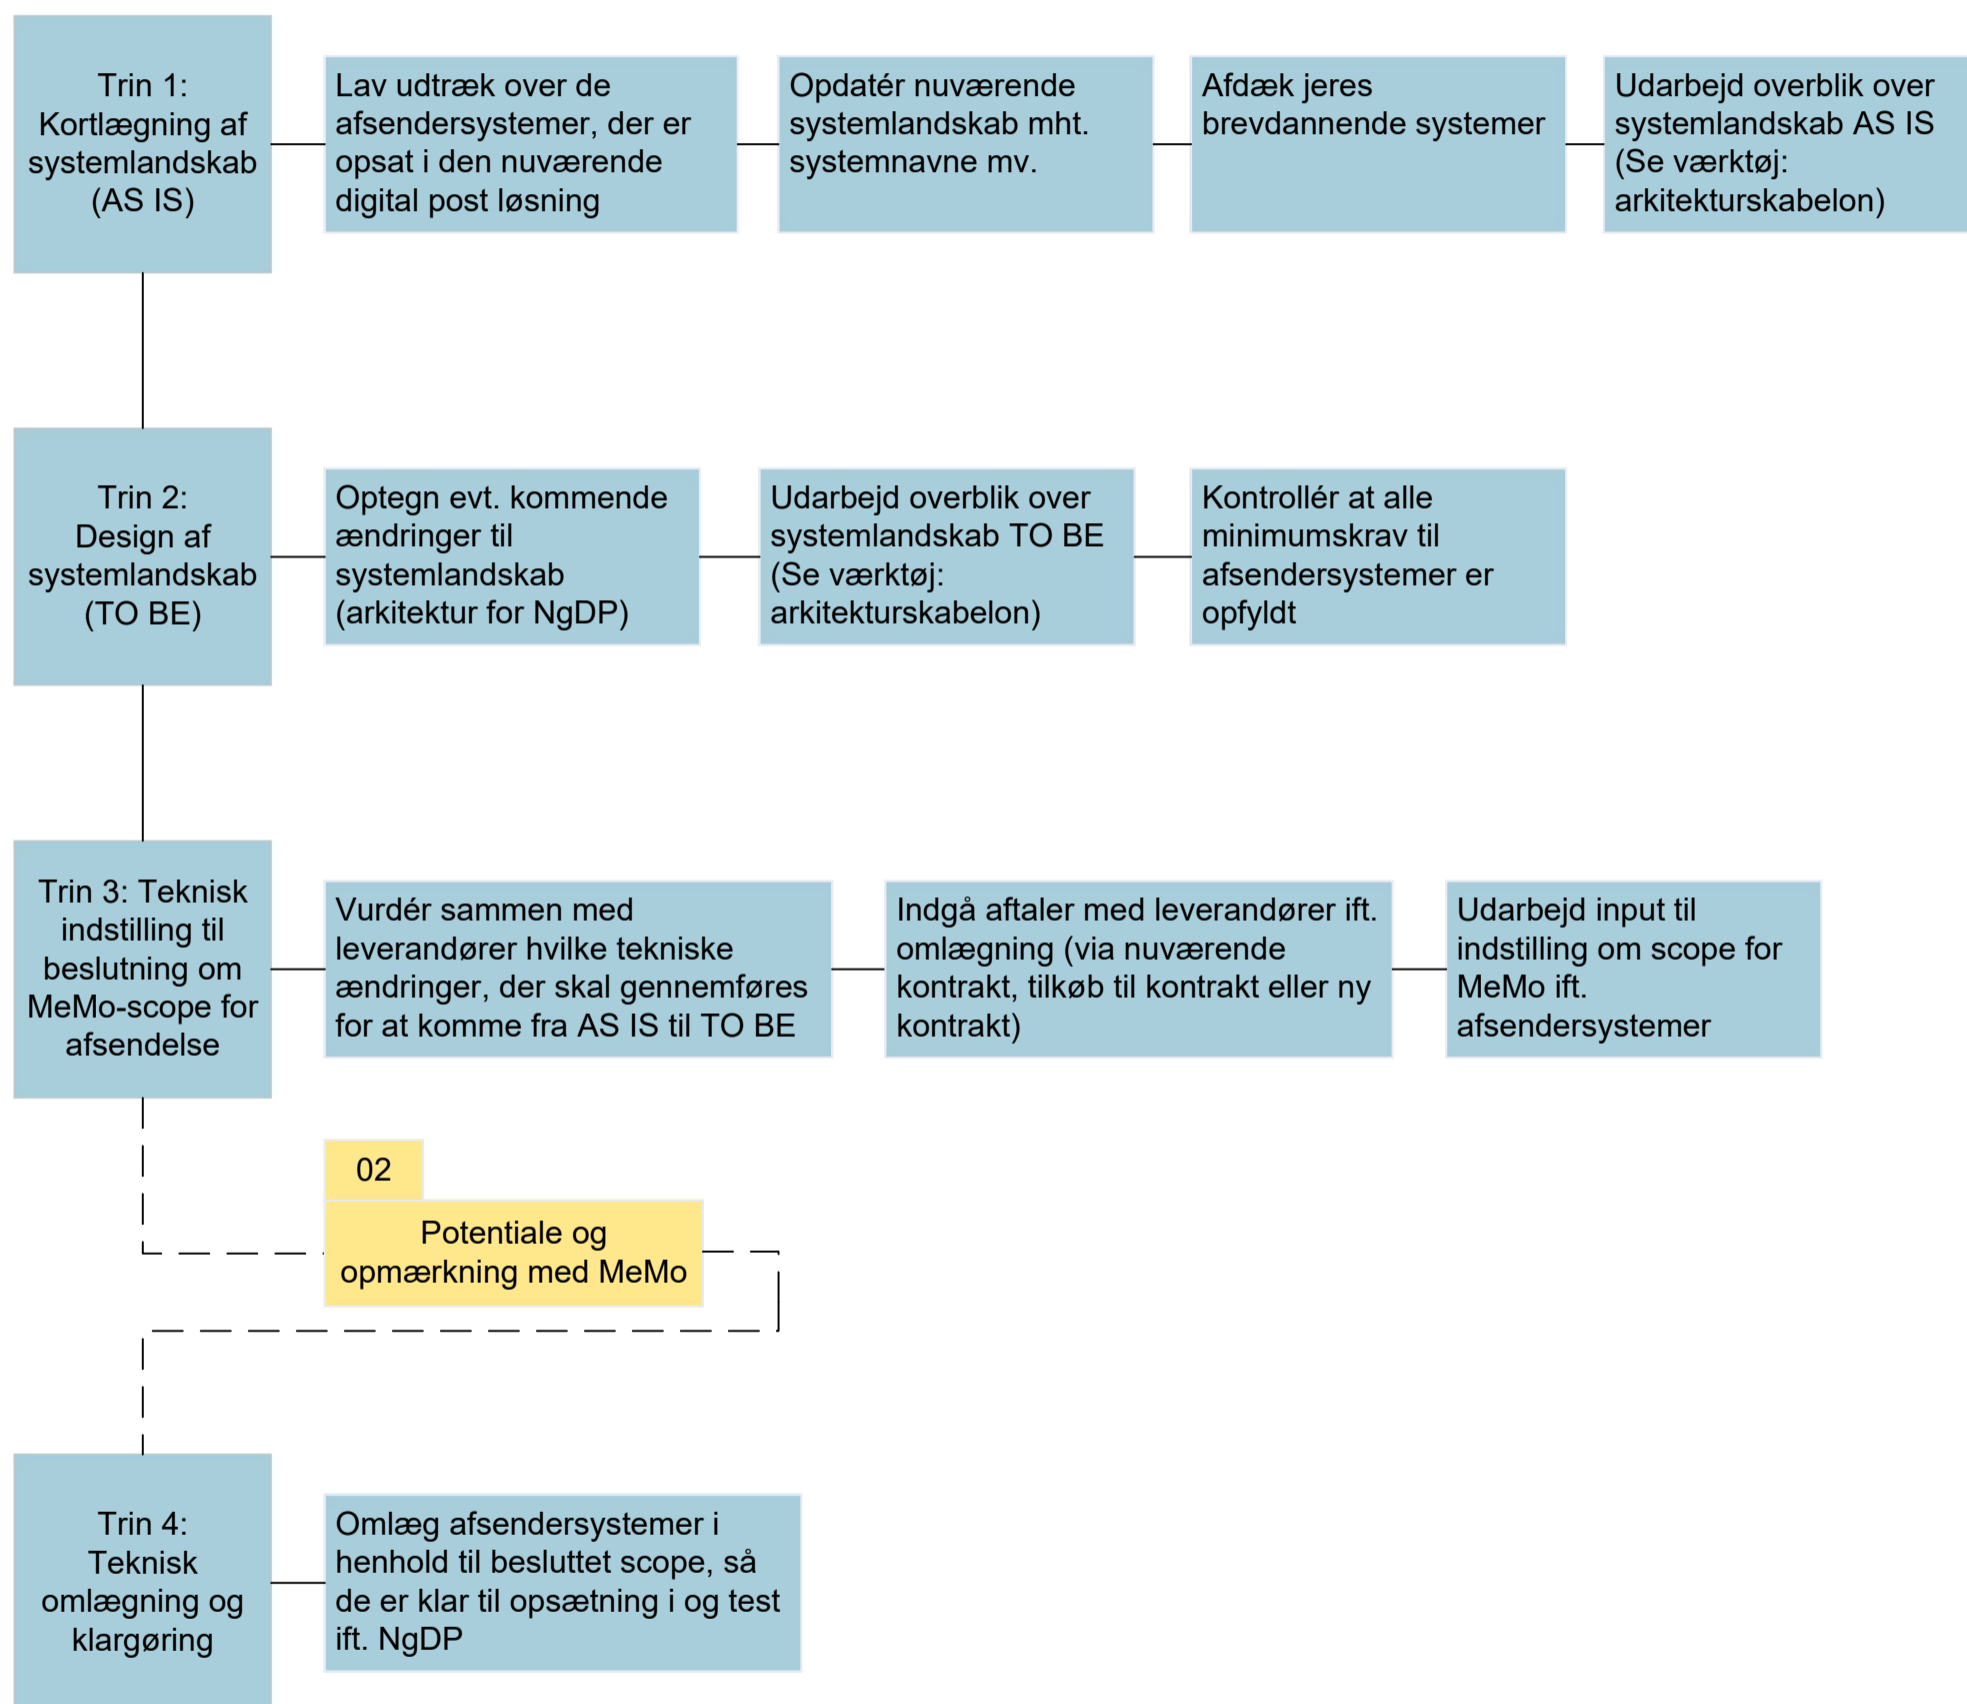 Trin 1:
Kortlægning af
systemlandskab
(AS IS)
Lav udtræk over de
afsendersystemer, der er
opsat i den nuværende
digital post løsning
Opdatér nuværende
systemlandskab mht.
systemnavne mv.
Afdæk jeres
brevdannende systemer
Udarbejd overblik over
systemlandskab AS IS
(Se værktøj:
arkitekturskabelon)
Trin 2:
Design af
systemlandskab
(TO BE)
Optegn evt. kommende
ændringer til
systemlandskab
(arkitektur for NgDP)
Udarbejd overblik over
systemlandskab TO BE
(Se værktøj:
arkitekturskabelon)
Kontrollér at alle
minimumskrav til
afsendersystemer er
opfyldt
Trin 3: Teknisk
indstilling til
beslutning om
MeMo-scope for
afsendelse
Vurdér sammen med
leverandører hvilke tekniske
ændringer, der skal gennemføres
for at komme fra AS IS til TO BE
Indgå aftaler med leverandører ift.
omlægning (via nuværende
kontrakt, tilkøb til kontrakt eller ny
kontrakt)
Udarbejd input til
indstilling om scope for
MeMo ift.
afsendersystemer
02
Potentiale og
opmærkning med MeMo
Trin 4:
Teknisk
omlægning og
klargøring
Omlæg afsendersystemer i
henhold til besluttet scope, så
de er klar til opsætning i og test
ift. NgDP